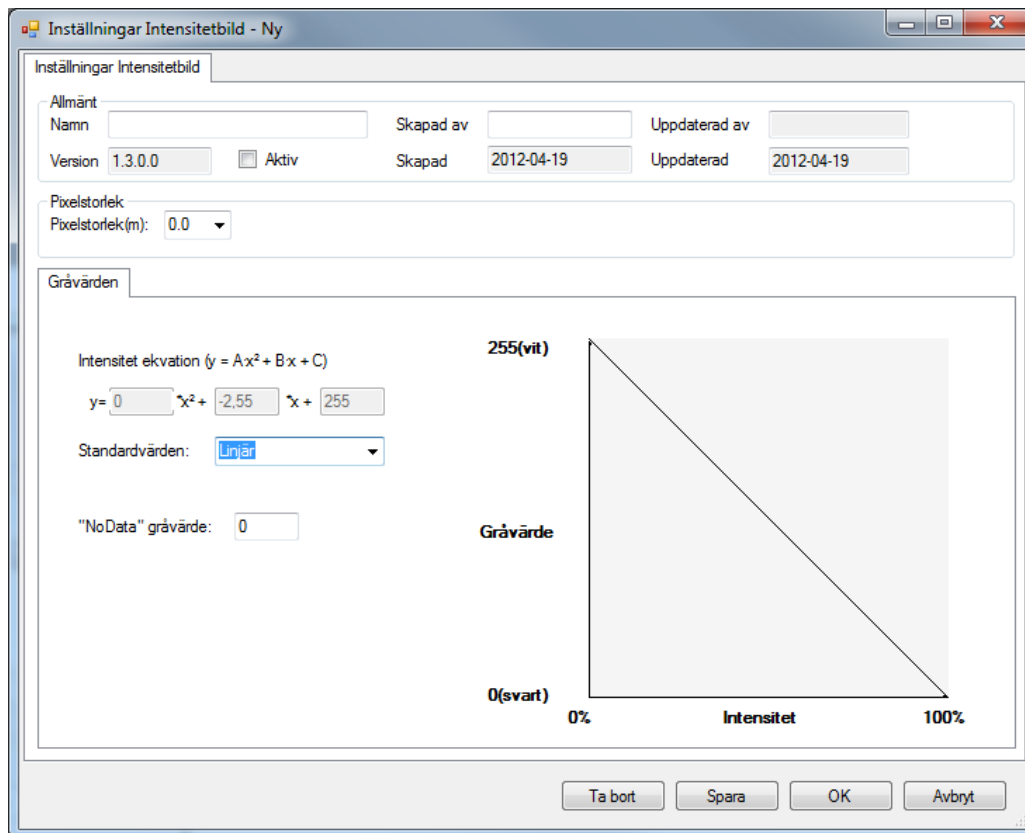 Inställningar Intensitetbild - Ny
Inställningar Intensitetbild
Allmänt
Namn Skapad av Uppdaterad av
Version 1.3.0.0 Aktiv Skapad 2012-04-19 Uppdaterad 2012-04-19
Pixelstorlek
Pixelstorlek(m): 0.0
Gråvärden
Intensitet ekvation (y = A·x² + B·x + C)
y= 0 *x² + -2,55 *x + 255
Standardvärden: Linjär
"NoData" gråvärde: 0
255(vit)
Gråvärde
0(svart)
0% Intensitet 100%
Ta bort Spara OK Avbryt